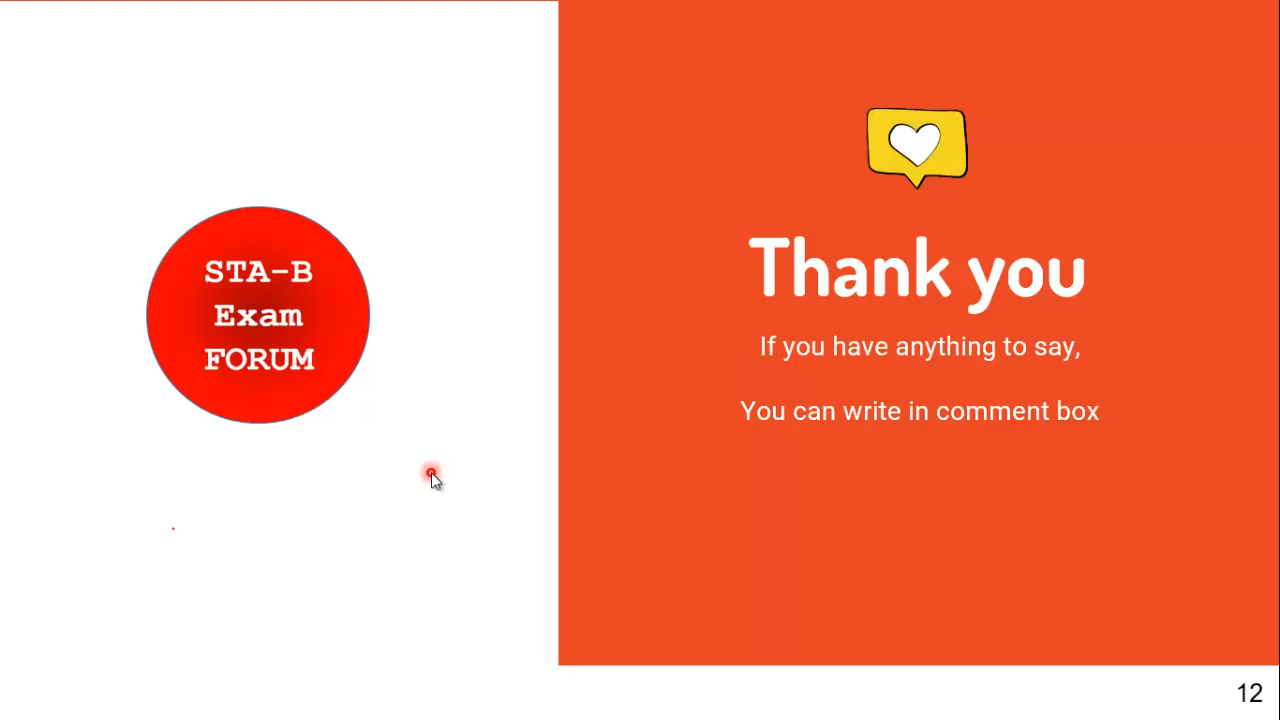 STA-B
Exam
FORUM
Thank you
If you have anything to say,
You can write in comment box
12